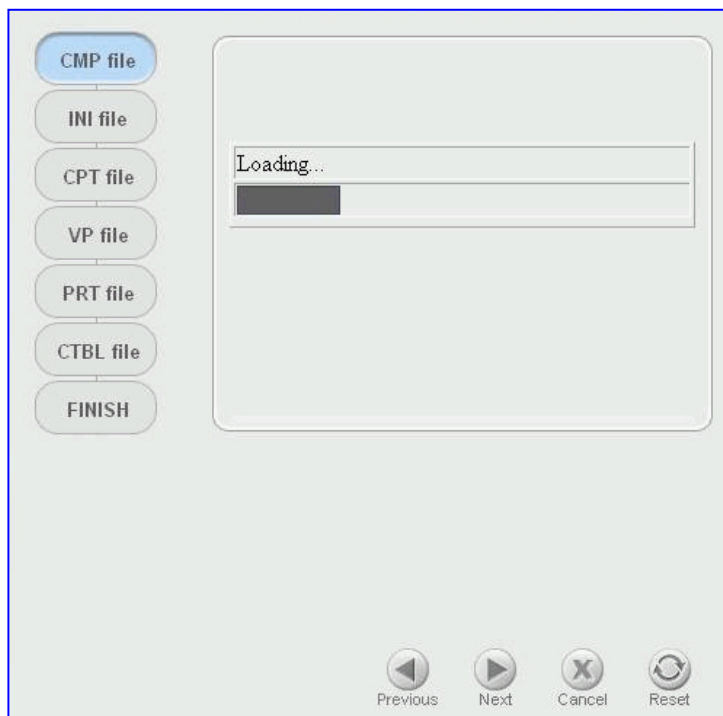 CMP file
INI file
CPT file
VP file
PRT file
CTBL file
FINISH
Loading...
Previous
Next
Cancel
Reset